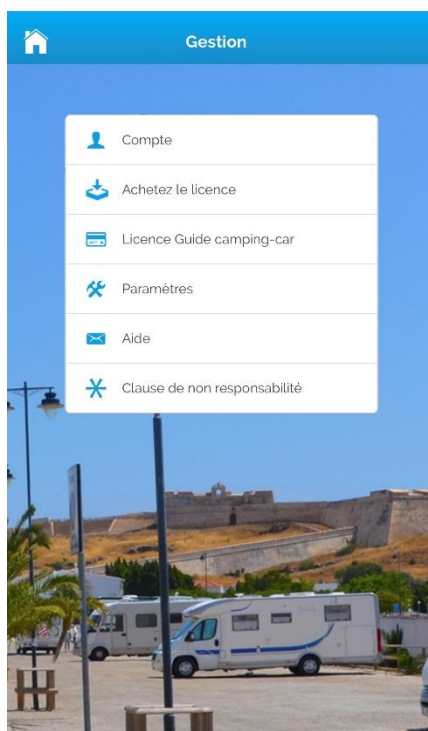 Gestion
Compte
Achetez le licence
Licence Guide camping-car
Paramètres
Aide
Clause de non responsabilité